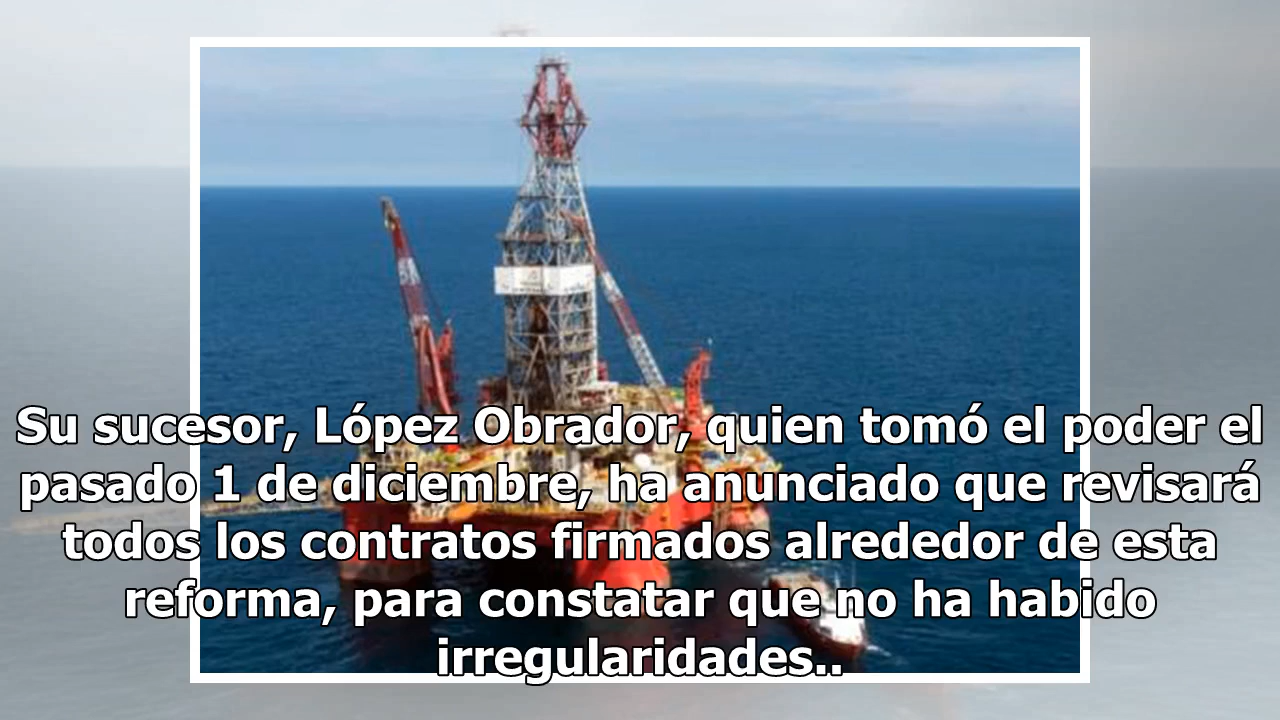 Su sucesor, López Obrador, quien tomó el poder el
pasado 1 de diciembre, ha anunciado que revisará
todos los contratos firmados alrededor de esta
reforma, para constatar que no ha habido
irregularidades..